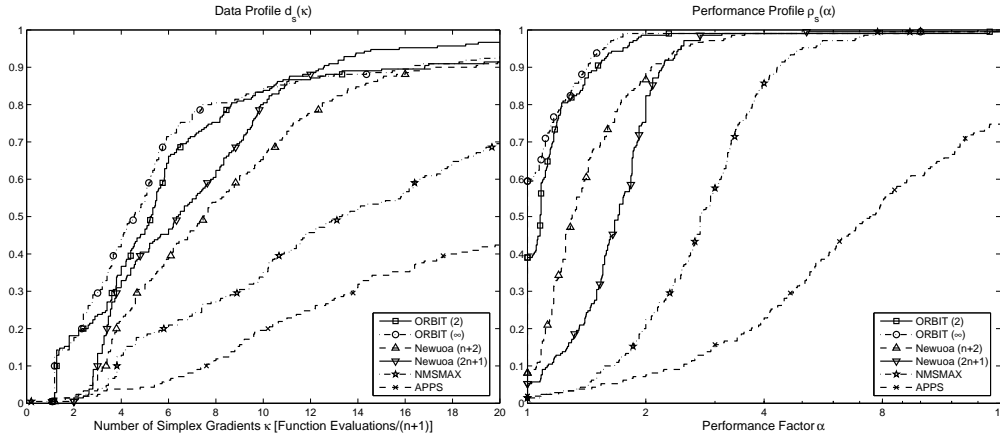 Data Profile d_s(κ)
1
0.9
0.8
0.7
0.6
0.5
0.4
0.3
0.2
0.1
0
0 2 4 6 8 10 12 14 16 18 20
Number of Simplex Gradients κ [Function Evaluations/(n+1)]
ORBIT (2)
ORBIT (∞)
Newuoa (n+2)
Newuoa (2n+1)
NMSMAX
APPS
Performance Profile ρ_s(α)
1
0.9
0.8
0.7
0.6
0.5
0.4
0.3
0.2
0.1
0
1 2 4 8 1
Performance Factor α
ORBIT (2)
ORBIT (∞)
Newuoa (n+2)
Newuoa (2n+1)
NMSMAX
APPS